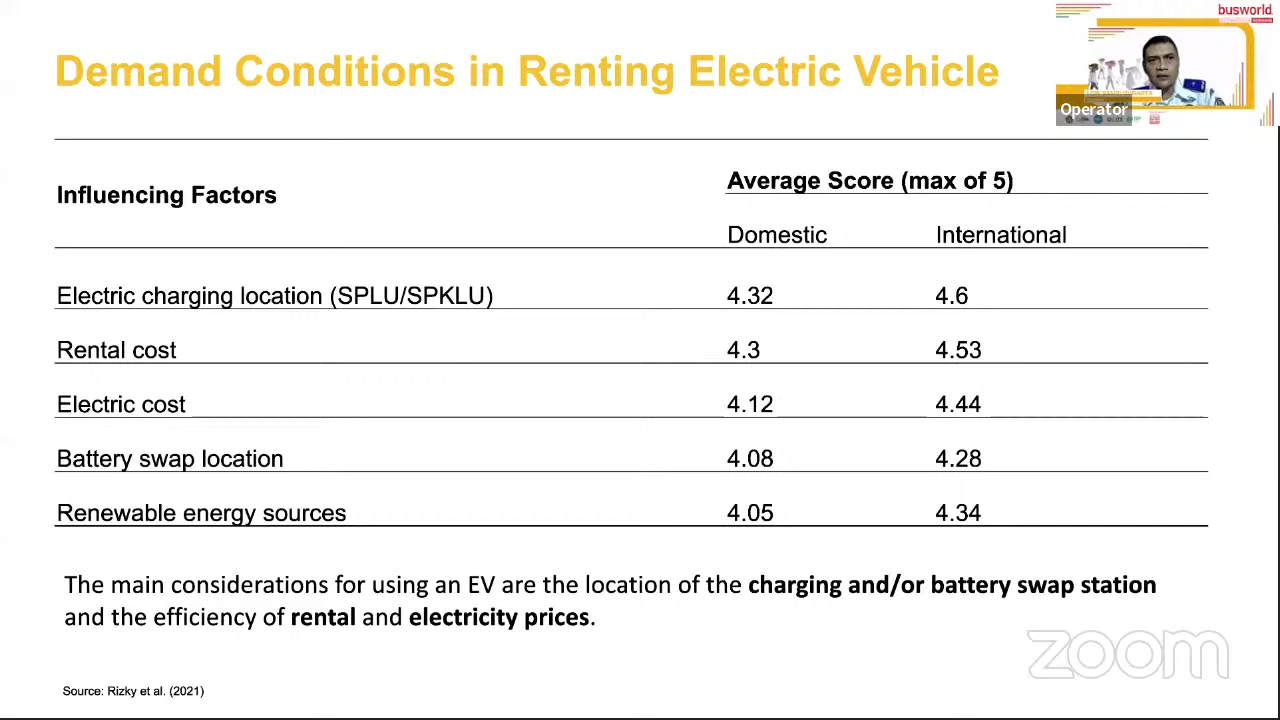 busworld
Demand Conditions in Renting Electric Vehicle
Operator
Influencing Factors
Average Score (max of 5)
Domestic International
Electric charging location (SPLU/SPKLU) 4.32 4.6
Rental cost 4.3 4.53
Electric cost 4.12 4.44
Battery swap location 4.08 4.28
Renewable energy sources 4.05 4.34
The main considerations for using an EV are the location of the charging and/or battery swap station
and the efficiency of rental and electricity prices.
zoom
Source: Rizky et al. (2021)